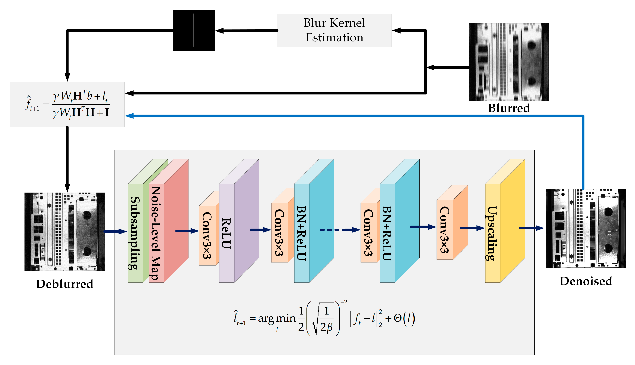 Blur Kernel
Estimation
Blurred
Deblurred
Subsampling
Noise-Level Map
Conv3×3
ReLU
Conv3×3
BN+ReLU
Conv3×3
BN+ReLU
Conv3×3
Upscaling
Denoised